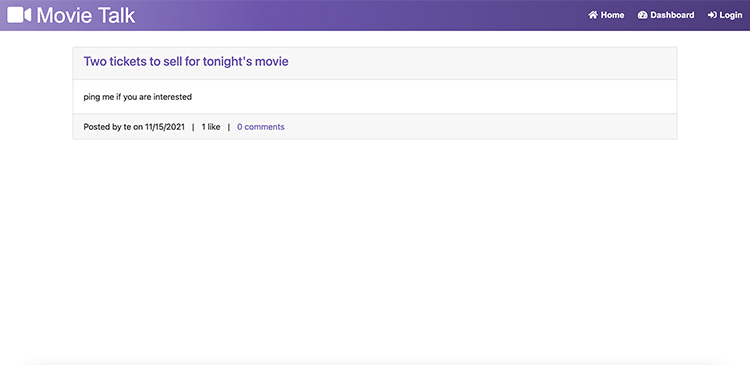 Movie Talk
Home Dashboard Login
Two tickets to sell for tonight's movie
ping me if you are interested
Posted by te on 11/15/2021 | 1 like | 0 comments